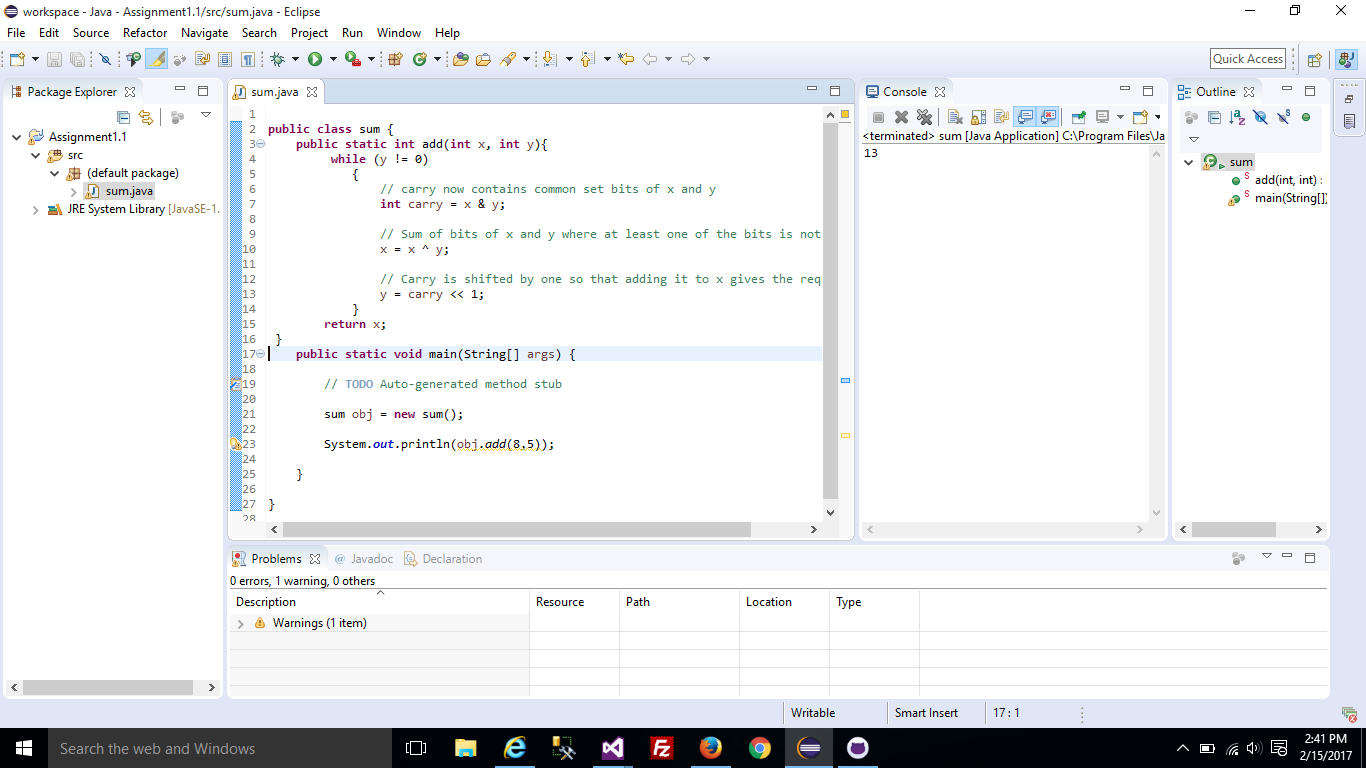 workspace - Java - Assignment1.1/src/sum.java - Eclipse
File Edit Source Refactor Navigate Search Project Run Window Help
Quick Access
Package Explorer
Assignment1.1
src
(default package)
sum.java
JRE System Library [JavaSE-1.
sum.java
1
2 public class sum {
3 public static int add(int x, int y){
4 while (y != 0)
5 {
6 // carry now contains common set bits of x and y
7 int carry = x & y;
8
9 // Sum of bits of x and y where at least one of the bits is not
10 x = x ^ y;
11
12 // Carry is shifted by one so that adding it to x gives the req
13 y = carry << 1;
14 }
15 return x;
16 }
17 public static void main(String[] args) {
18
19 // TODO Auto-generated method stub
20
21 sum obj = new sum();
22
23 System.out.println(obj.add(8,5));
24
25 }
26
27 }
28
Console
<terminated> sum [Java Application] C:\Program Files\Ja
13
Outline
sum
add(int, int) :
main(String[])
Problems @ Javadoc Declaration
0 errors, 1 warning, 0 others
Description Resource Path Location Type
Warnings (1 item)
Writable Smart Insert 17 : 1
Search the web and Windows
2:41 PM
2/15/2017